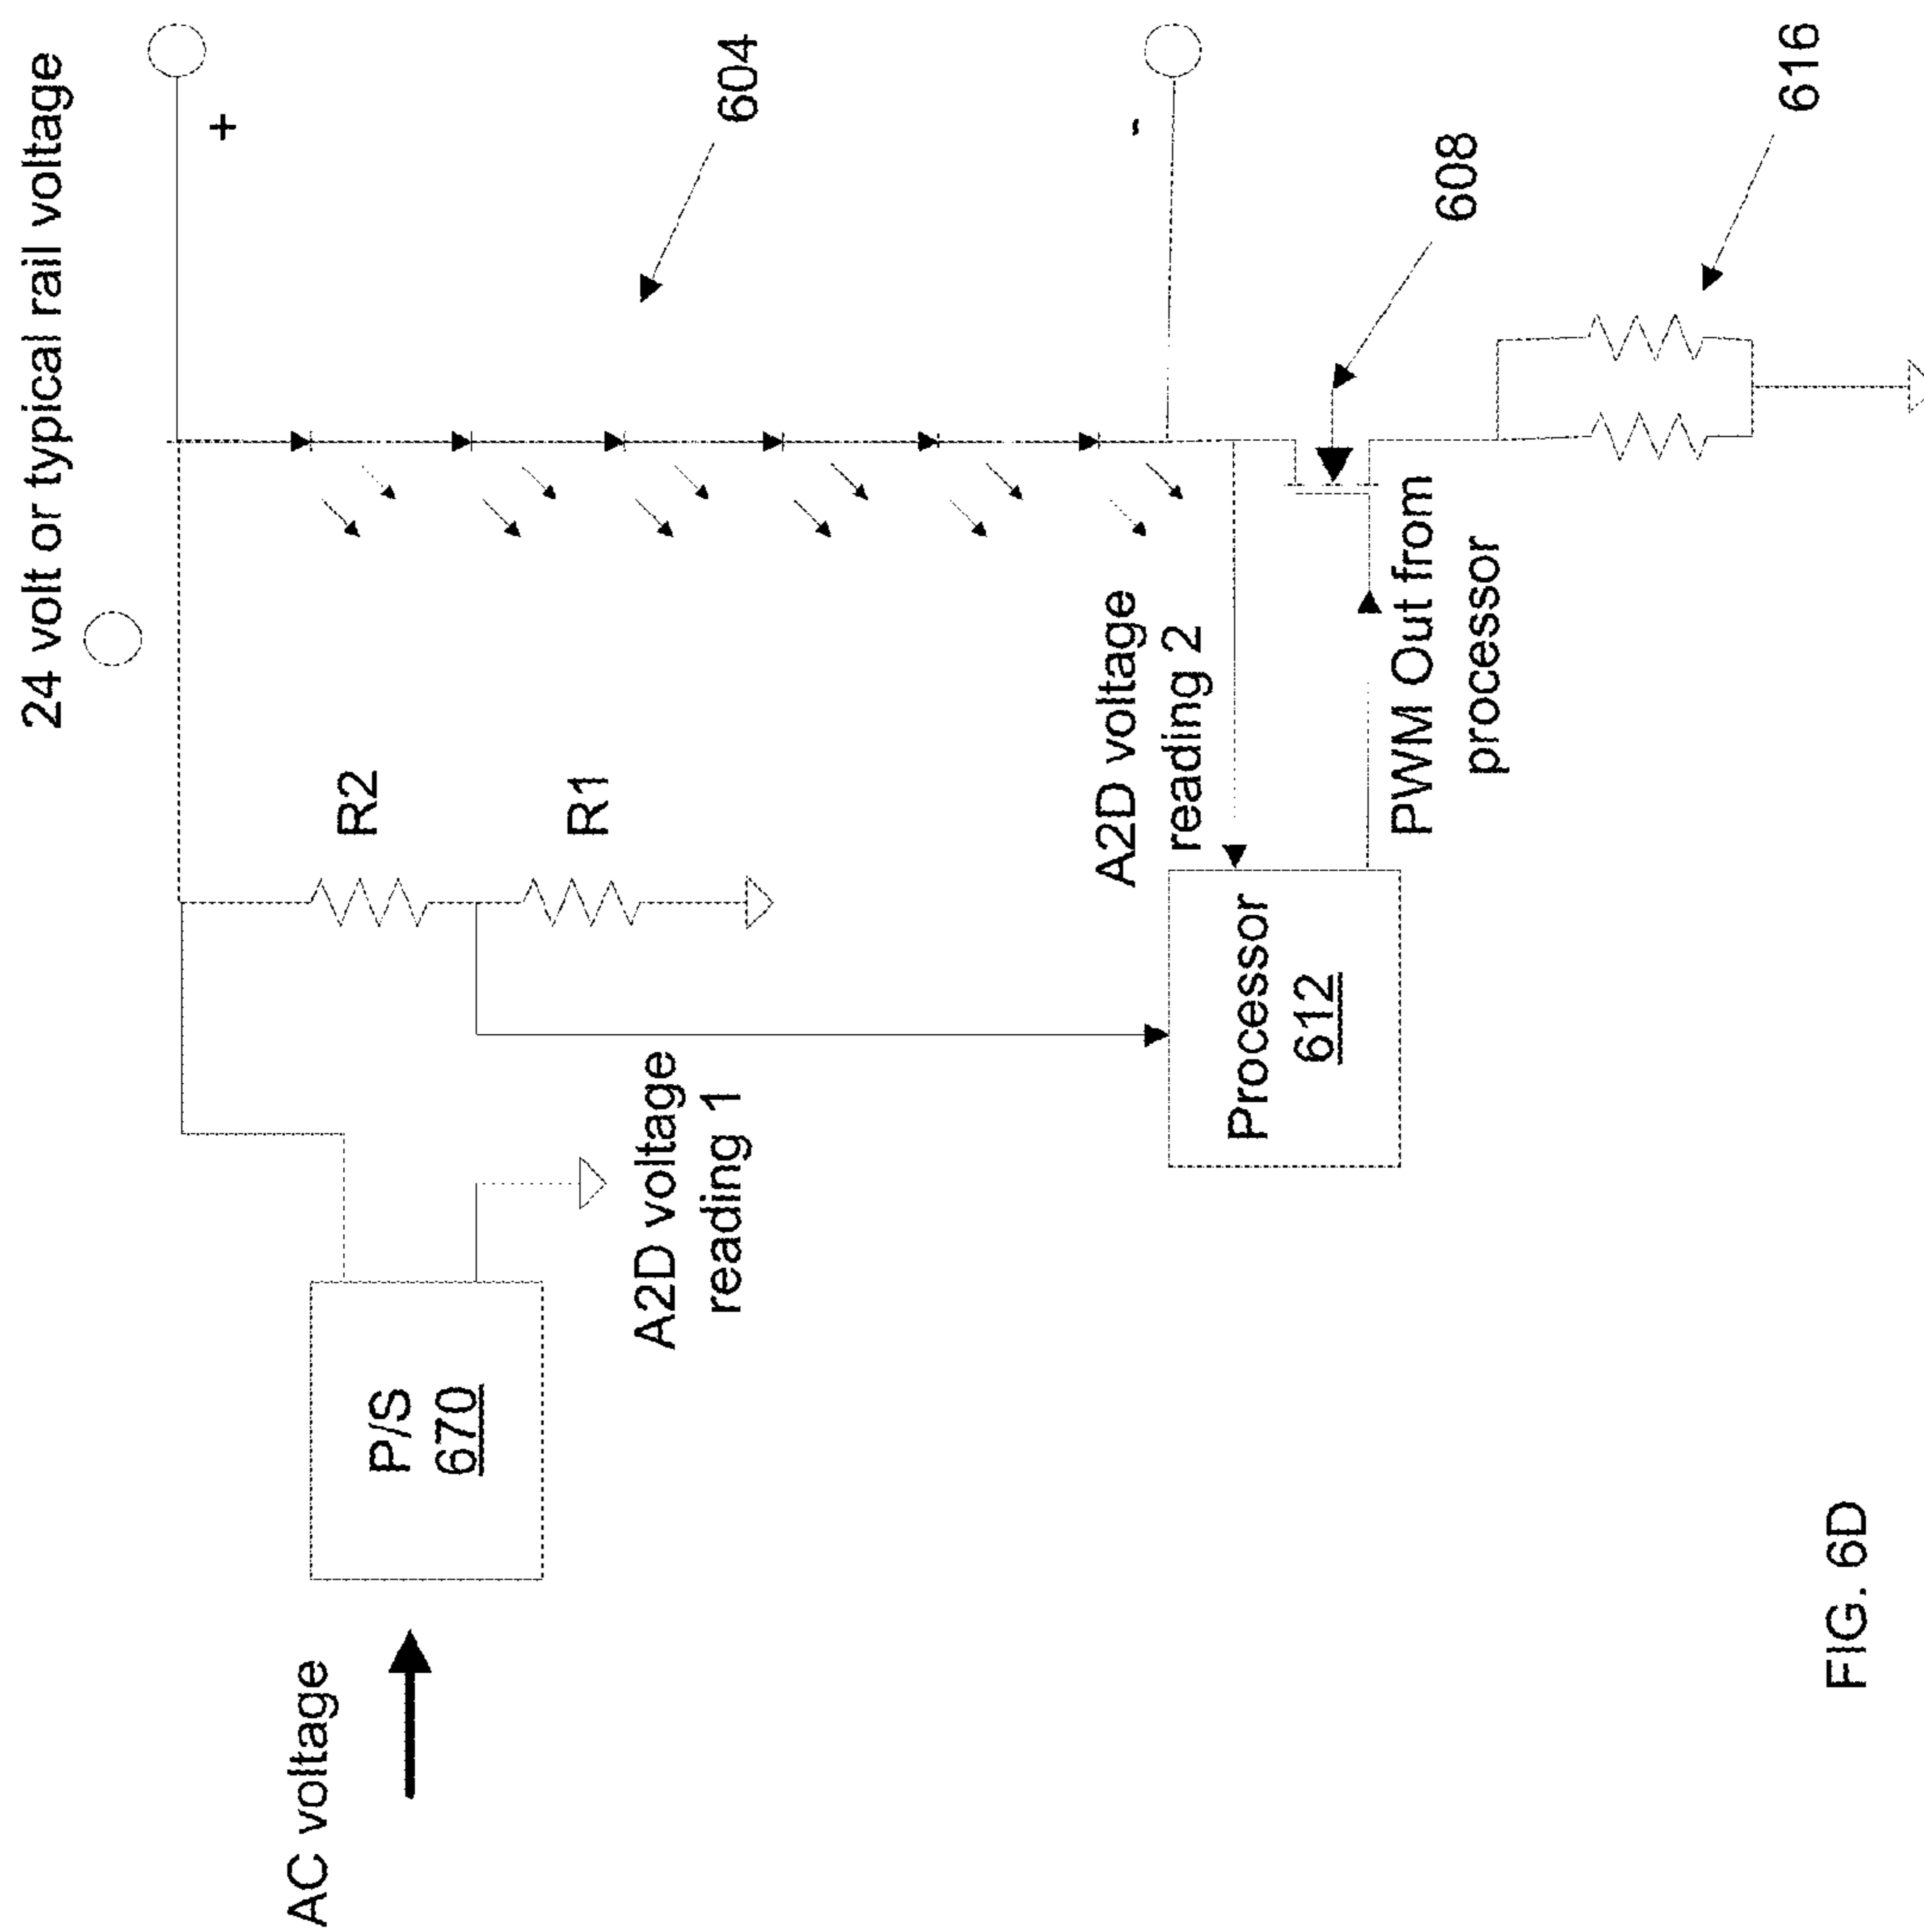 24 volt or typical rail voltage
+
-
604
R2
R1
AC voltage
P/S
670
A2D voltage
reading 1
A2D voltage
reading 2
Processor
612
608
PWM Out from
processor
616
FIG. 6D